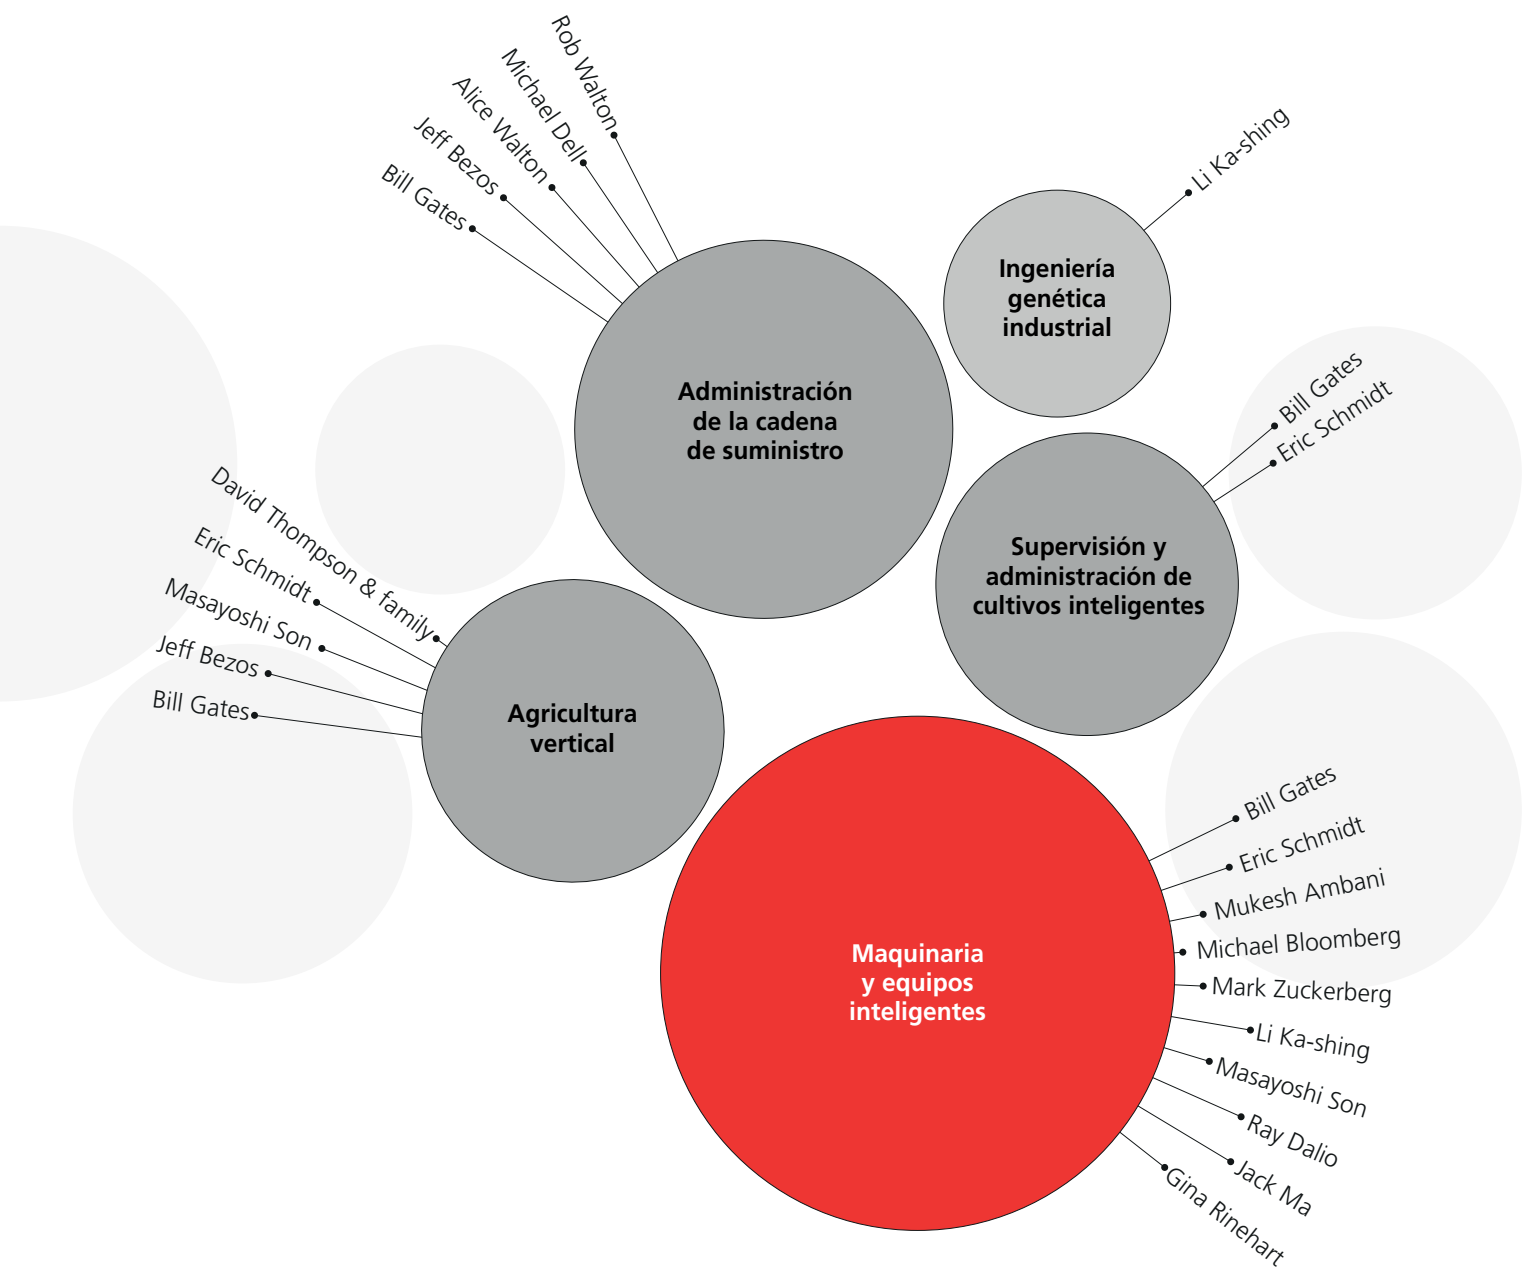 Rob Walton
Michael Dell
Alice Walton
Jeff Bezos
Bill Gates
Administración
de la cadena
de suministro
Li Ka-shing
Ingeniería
genética
industrial
Bill Gates
Eric Schmidt
Supervisión y
administración de
cultivos inteligentes
David Thompson & family
Eric Schmidt
Masayoshi Son
Jeff Bezos
Bill Gates
Agricultura
vertical
Maquinaria
y equipos
inteligentes
Bill Gates
Eric Schmidt
Mukesh Ambani
Michael Bloomberg
Mark Zuckerberg
Li Ka-shing
Masayoshi Son
Ray Dalio
Jack Ma
Gina Rinehart